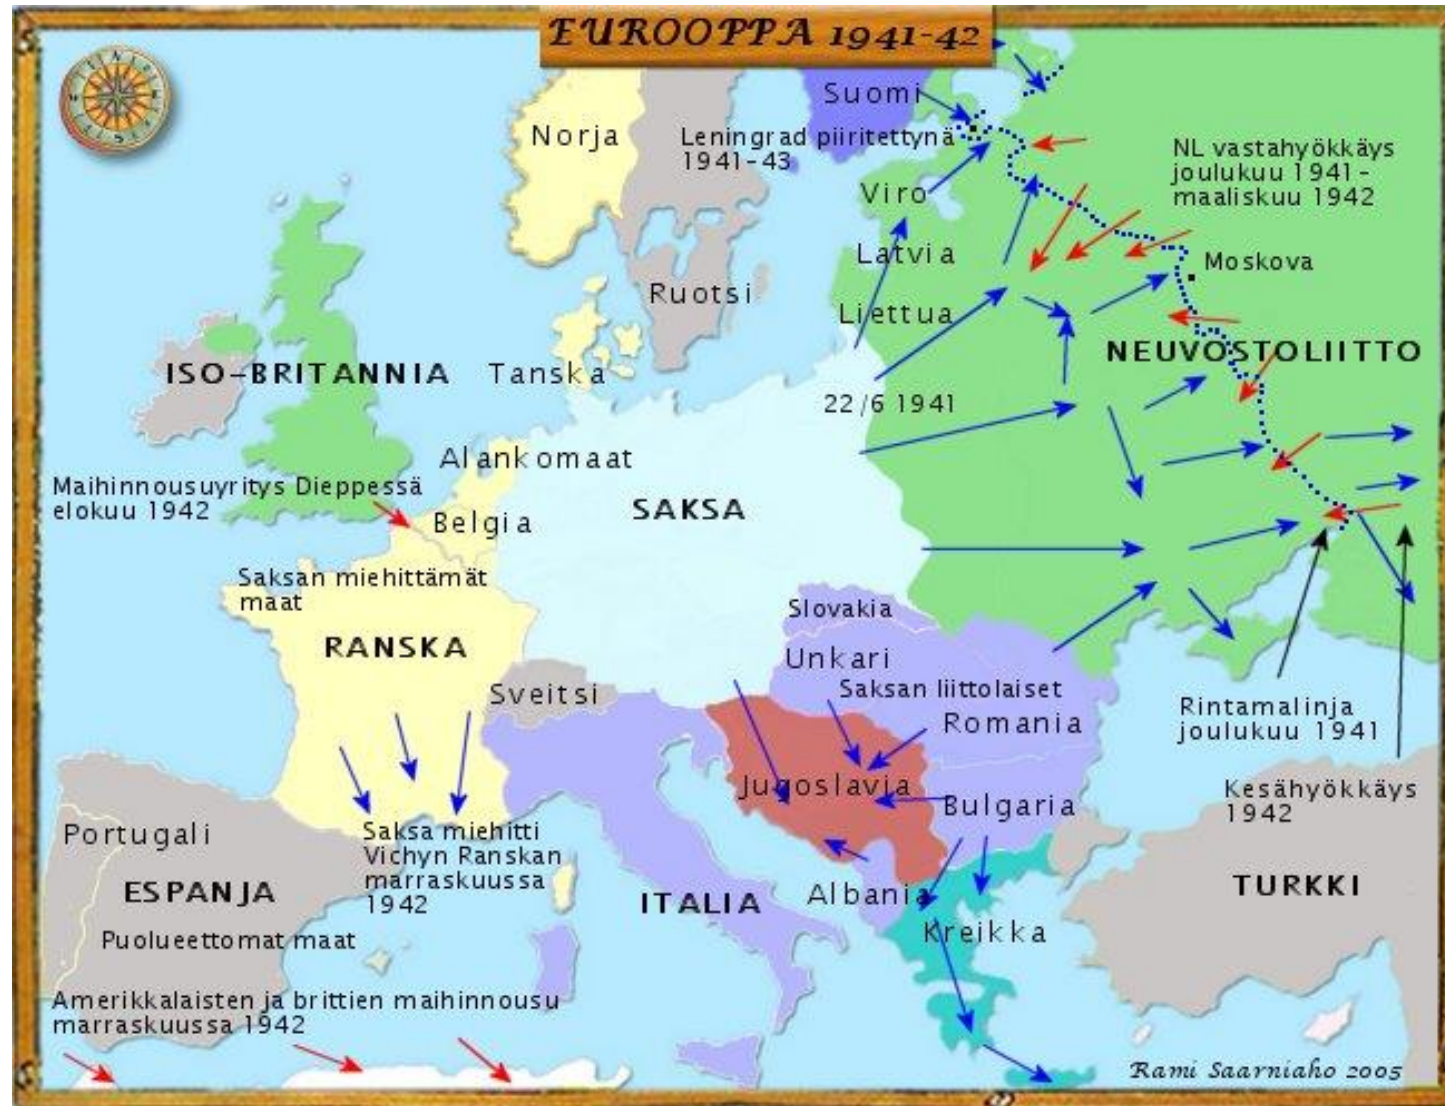 EUROOPPA 1941-42
Suomi
Norja
Leningrad piiritettynä
1941-43
NL vastahyökkäys
joulukuu 1941-
maaliskuu 1942
Viro
Latvia
Moskova
Ruotsi
Liettua
NEUVOSTOLIITTO
ISO-BRITANNIA
Tanska
22/6 1941
Alankomaat
Maihinnousuyritys Dieppessä
elokuu 1942
SAKSA
Belgia
Saksan miehittämät
maat
Slovakia
RANSKA
Unkari
Sveitsi
Saksan liittolaiset
Romania
Rintamalinja
joulukuu 1941
Jugoslavia
Kesähyökkäys
1942
Bulgaria
Portugali
Saksa miehitti
Vichyn Ranskan
marraskuussa
1942
ESPANJA
ITALIA
Albania
TURKKI
Kreikka
Puolueettomat maat
Amerikkalaisten ja brittien maihinnousu
marraskuussa 1942
Rami Saarniaho 2005